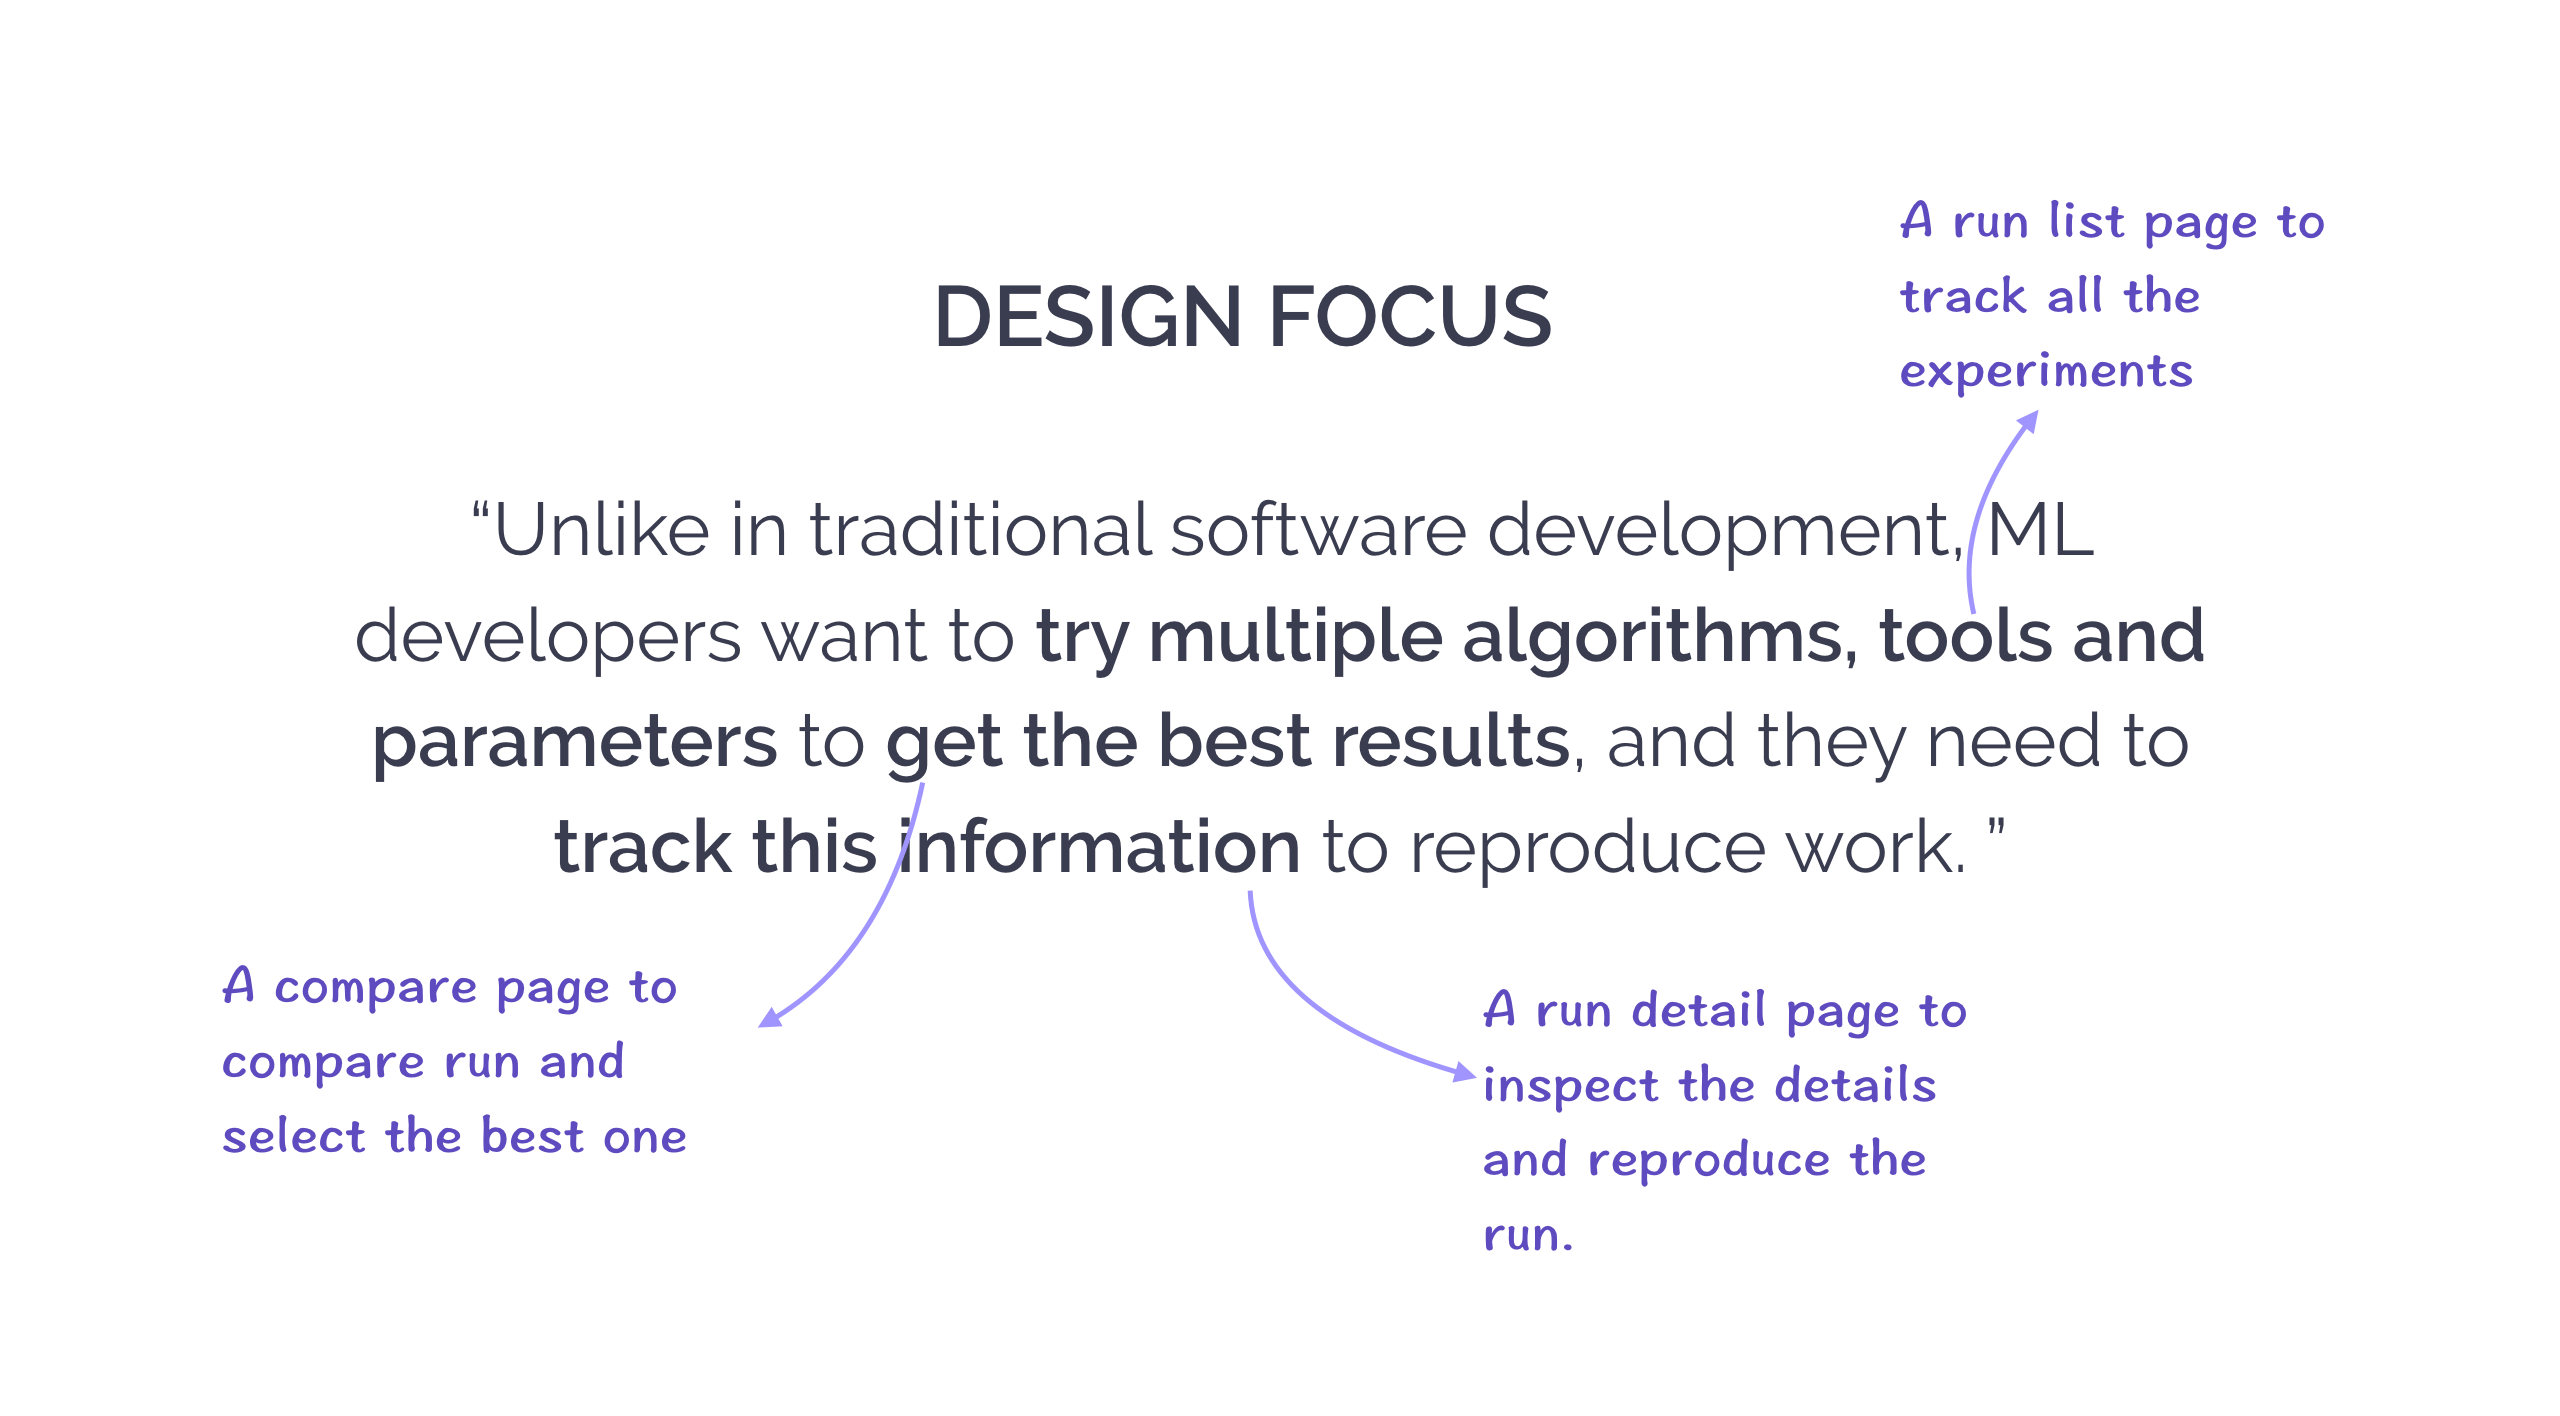 A run list page to
track all the
experiments
DESIGN FOCUS
“Unlike in traditional software development, ML
developers want to try multiple algorithms, tools and
parameters to get the best results, and they need to
track this information to reproduce work. ”
A compare page to
compare run and
select the best one
A run detail page to
inspect the details
and reproduce the
run.